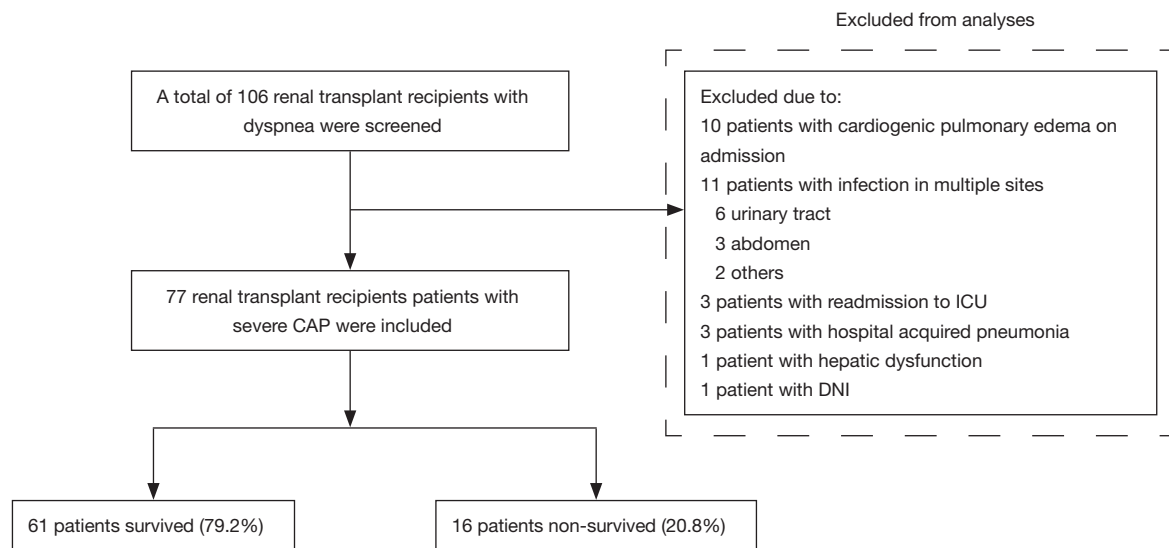 Excluded from analyses
A total of 106 renal transplant recipients with
dyspnea were screened
Excluded due to:
10 patients with cardiogenic pulmonary edema on
admission
11 patients with infection in multiple sites
6 urinary tract
3 abdomen
2 others
3 patients with readmission to ICU
3 patients with hospital acquired pneumonia
1 patient with hepatic dysfunction
1 patient with DNI
77 renal transplant recipients patients with
severe CAP were included
61 patients survived (79.2%)
16 patients non-survived (20.8%)